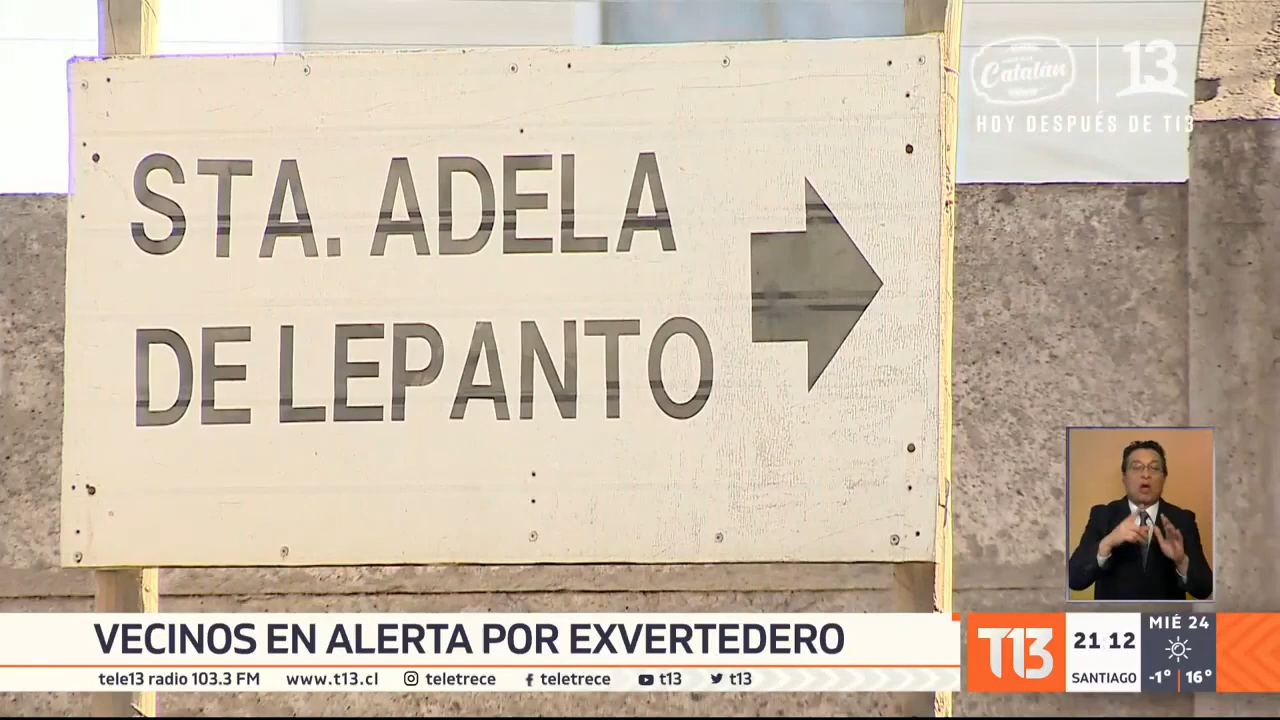 Catalán
13
HOY DESPUÉS DE T13
STA. ADELA
DE LEPANTO
VECINOS EN ALERTA POR EXVERTEDERO
tele13 radio 103.3 FM www.t13.cl teletrece teletrece t13 t13
T13
21 12
SANTIAGO
MIÉ 24
-1° 16°